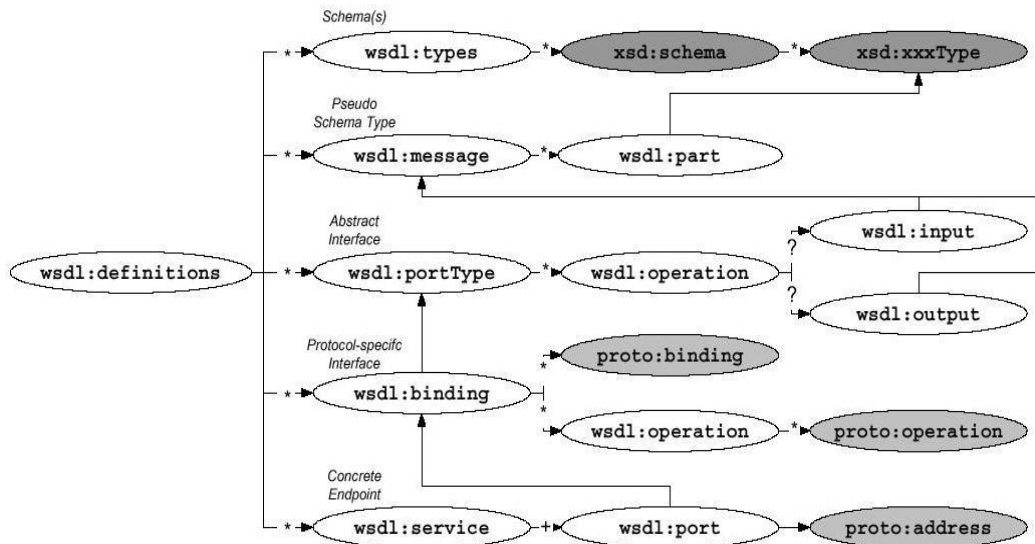 Schema(s)
* wsdl:types * xsd:schema * xsd:xxxType
Pseudo
Schema Type
* wsdl:message * wsdl:part
Abstract
Interface
wsdl:input
?
wsdl:definitions * wsdl:portType * wsdl:operation
?
wsdl:output
Protocol-specifc
Interface
proto:binding
*
* wsdl:binding
*
wsdl:operation * proto:operation
Concrete
Endpoint
* wsdl:service + wsdl:port proto:address